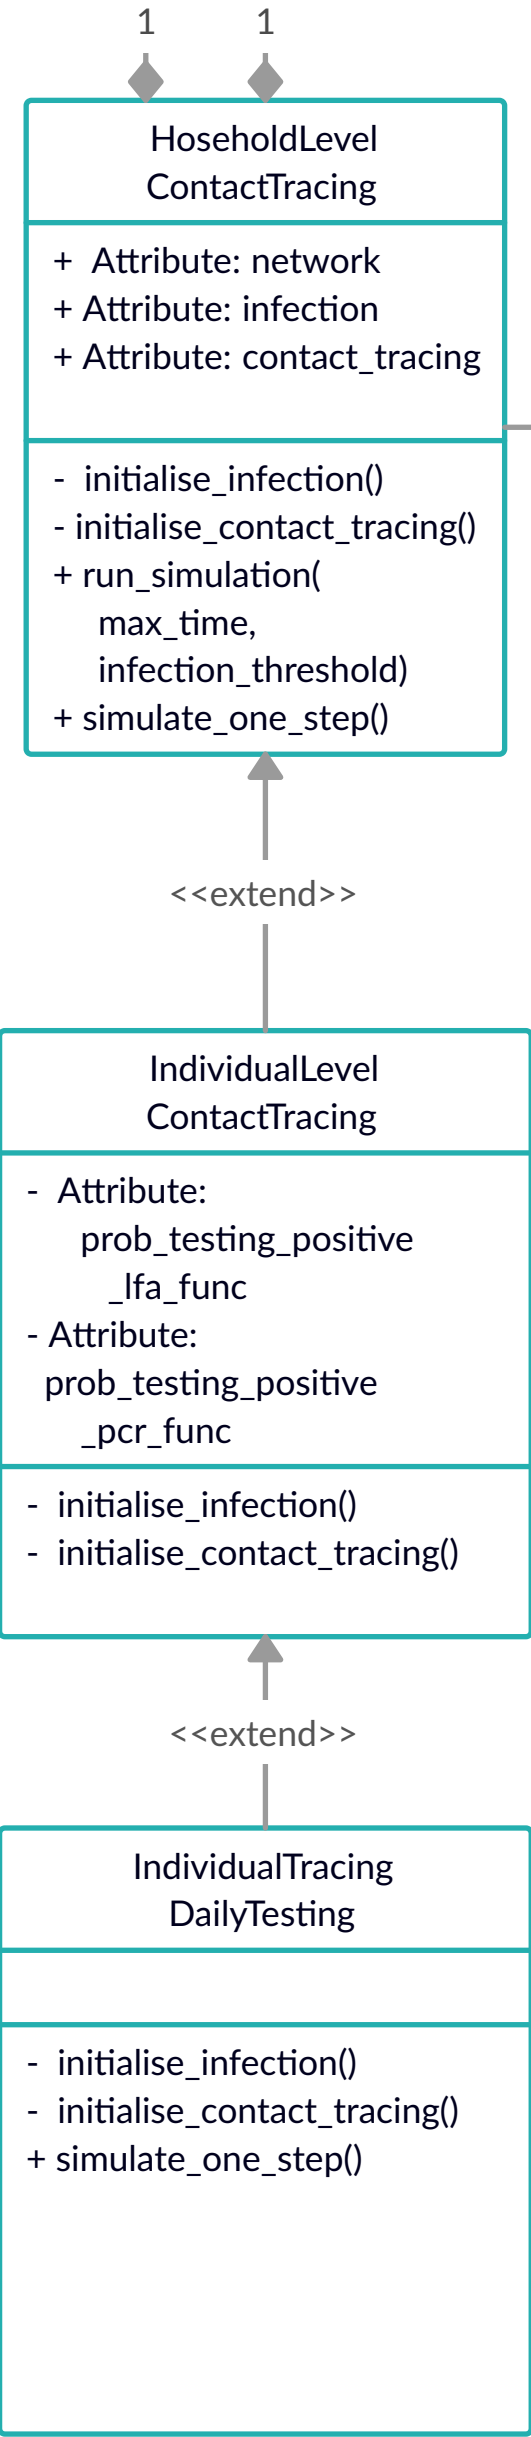 1 1
HoseholdLevel
ContactTracing
+ Attribute: network
+ Attribute: infection
+ Attribute: contact_tracing
- initialise_infection()
- initialise_contact_tracing()
+ run_simulation(
max_time,
infection_threshold)
+ simulate_one_step()
<<extend>>
IndividualLevel
ContactTracing
- Attribute:
prob_testing_positive
_lfa_func
- Attribute:
prob_testing_positive
_pcr_func
- initialise_infection()
- initialise_contact_tracing()
<<extend>>
IndividualTracing
DailyTesting
- initialise_infection()
- initialise_contact_tracing()
+ simulate_one_step()